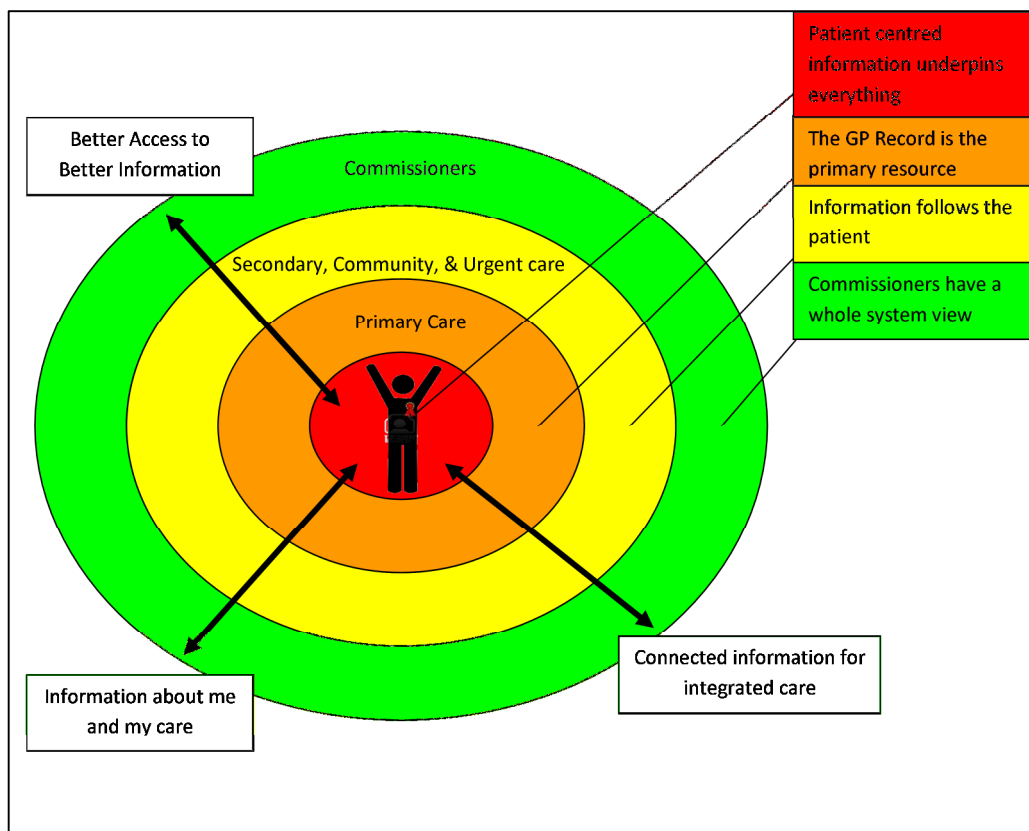 Patient centred
information underpins
everything
The GP Record is the
primary resource
Information follows the
patient
Commissioners have a
whole system view
Better Access to
Better Information
Commissioners
Secondary, Community, & Urgent care
Primary Care
Connected information for
integrated care
Information about me
and my care